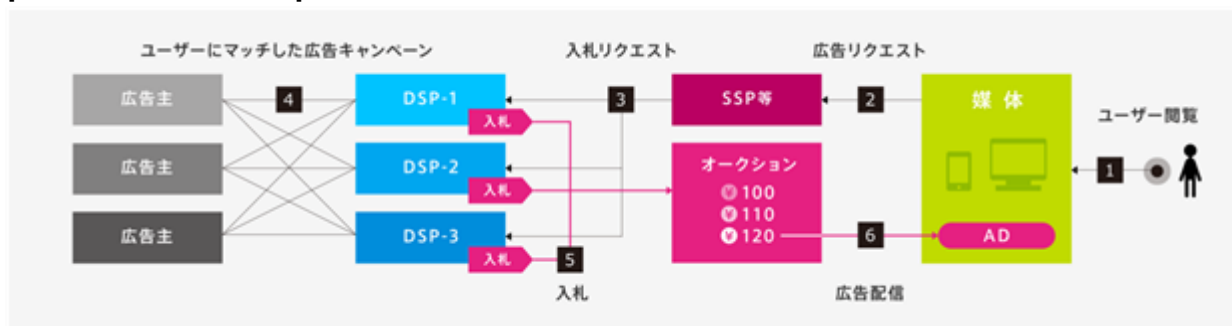 ユーザーにマッチした広告キャンペーン
入札リクエスト
広告リクエスト
広告主
4
DSP-1
3
SSP等
2
媒体
入札
ユーザー閲覧
広告主
DSP-2
オークション
1
入札
¥100
¥110
広告主
DSP-3
¥120
6
AD
入札
5
入札
広告配信